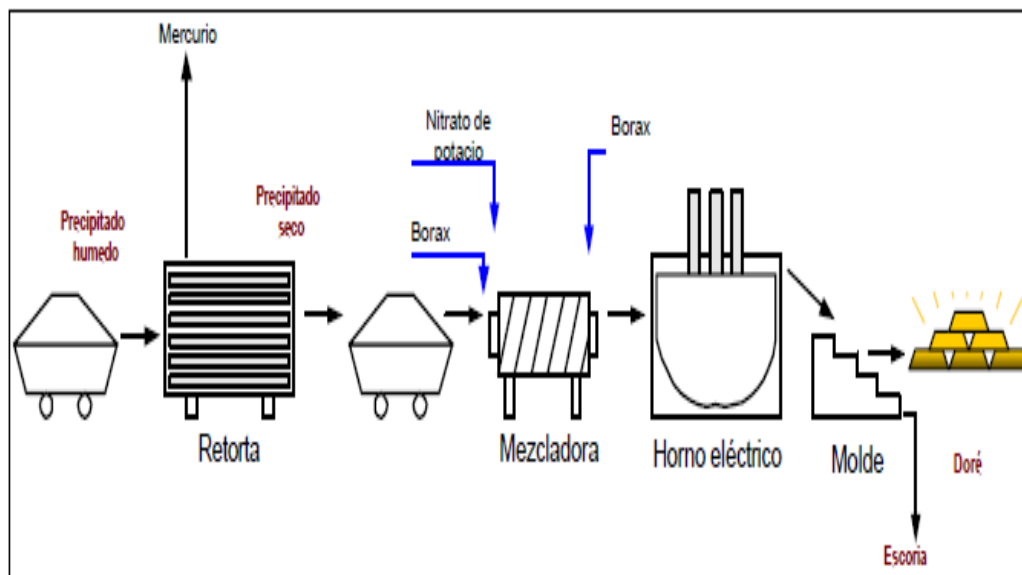 Mercurio
Nitrato de
potacio
Borax
Precipitado
seco
Precipitado
humedo
Borax
Retorta
Mezcladora
Horno eléctrico
Molde
Doré
Escoria